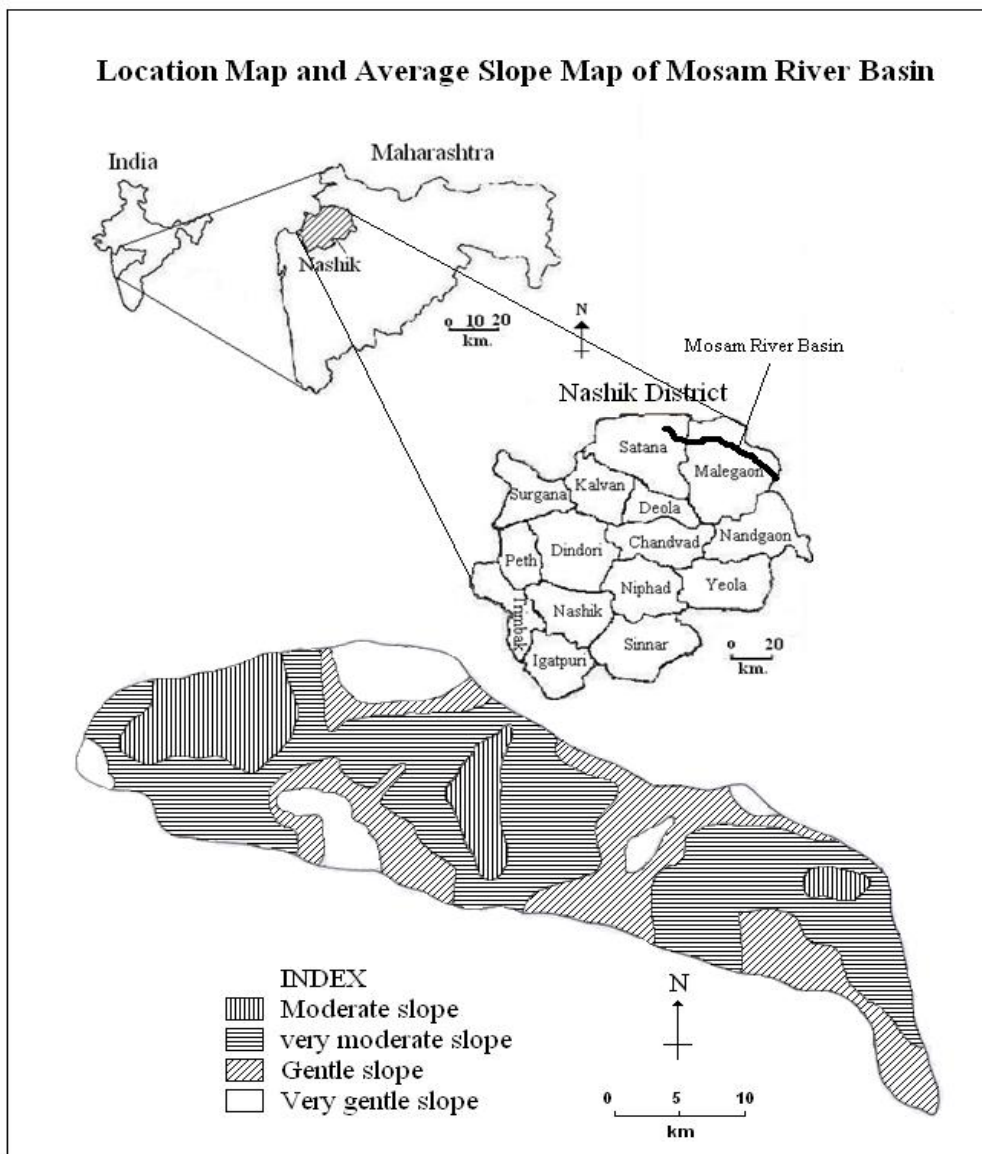 Location Map and Average Slope Map of Mosam River Basin
India
Maharashtra
Nashik
0 10 20
km.
N
Mosam River Basin
Nashik District
Satana
Malegaon
Kalvan
Surgana
Deola
Nandgaon
Chandvad
Dindori
Peth
Niphad
Yeola
Trimbak
Nashik
Sinnar
Igatpuri
0 20
km.
INDEX
Moderate slope
very moderate slope
Gentle slope
Very gentle slope
N
0 5 10
km